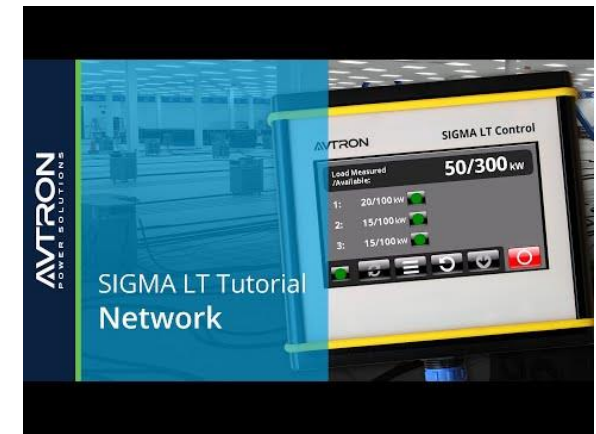 AVTRON
POWER SOLUTIONS
SIGMA LT Tutorial
Network
AVTRON
SIGMA LT Control
Load Measured
/Available:
50/300 kW
1: 20/100 kW
2: 15/100 kW
3: 15/100 kW